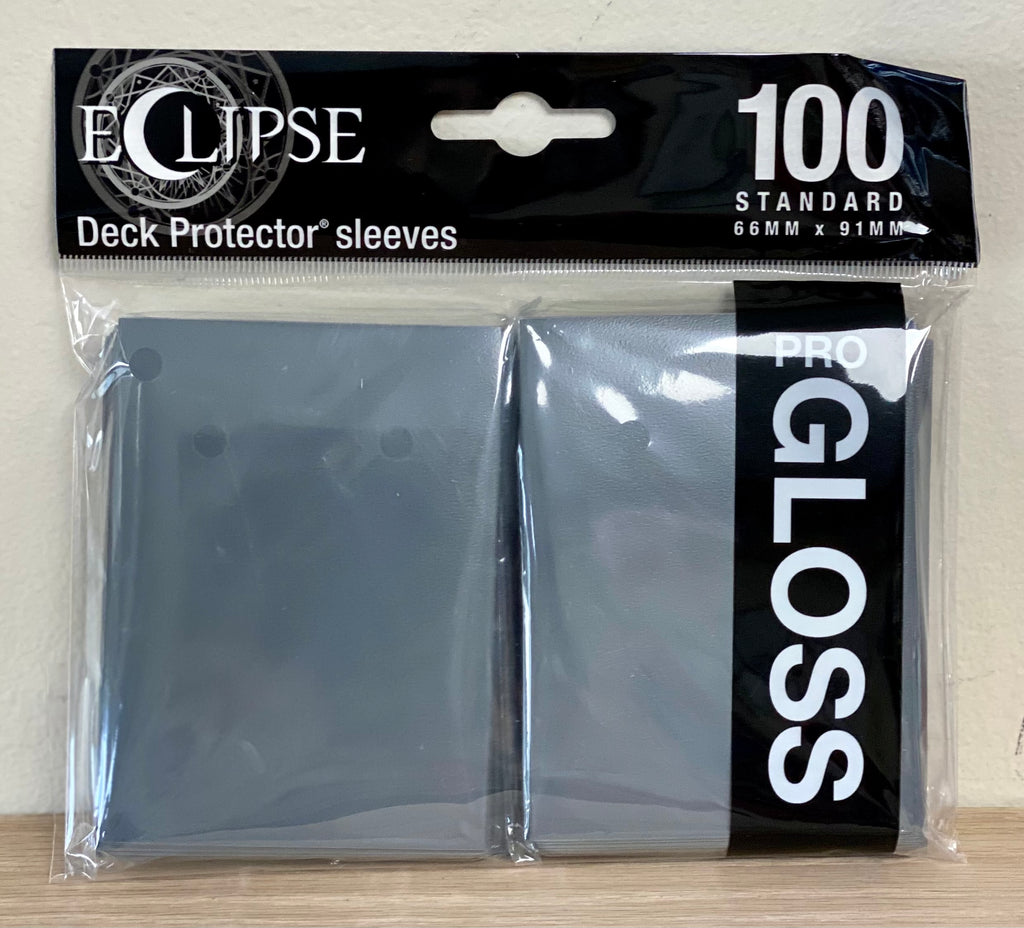 ECLIPSE
Deck Protector® sleeves
100
STANDARD
66MM x 91MM
PRO
GLOSS